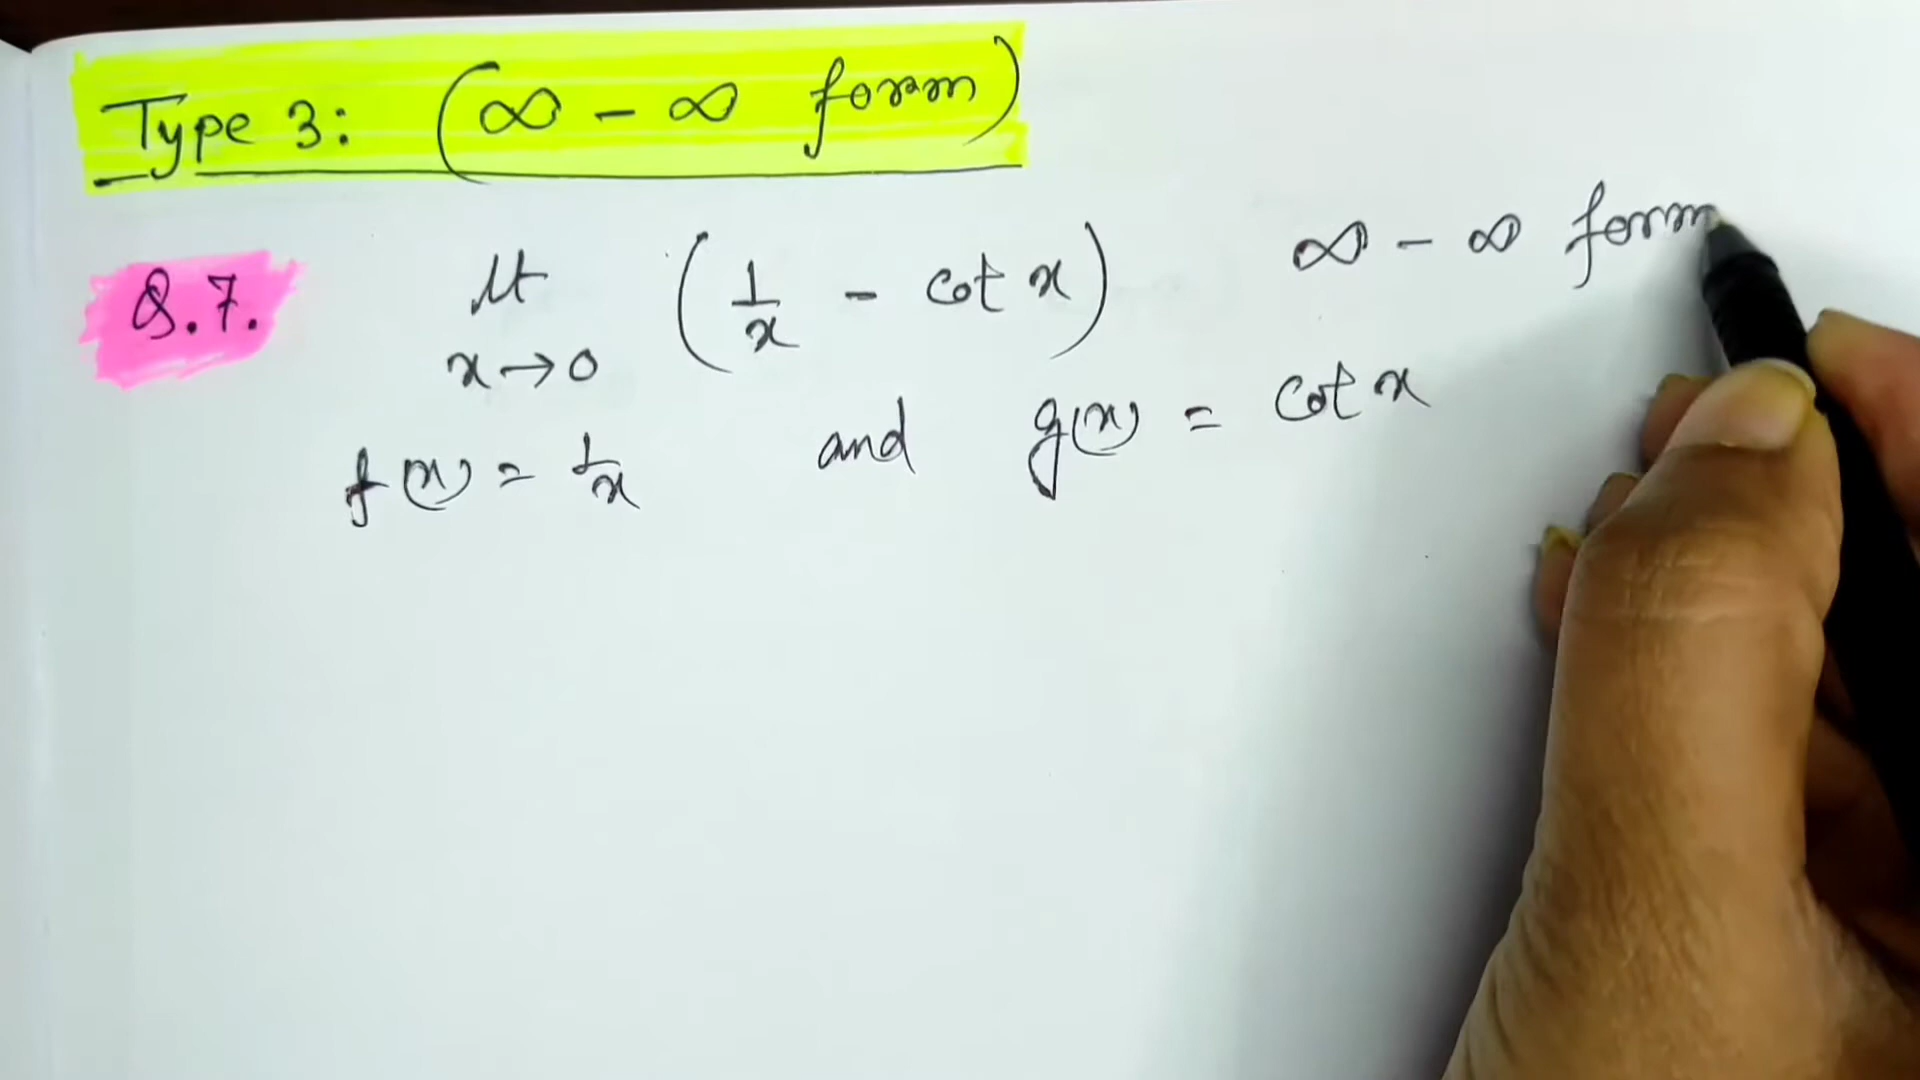 Type 3: (∞ - ∞ form)
Q.7. lt x→0 (1/x - cot x) ∞ - ∞ form
f(x) = 1/x and g(x) = cot x